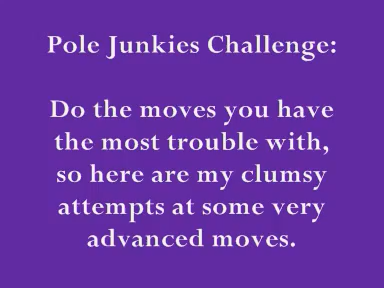 Pole Junkies Challenge:
Do the moves you have
the most trouble with,
so here are my clumsy
attempts at some very
advanced moves.